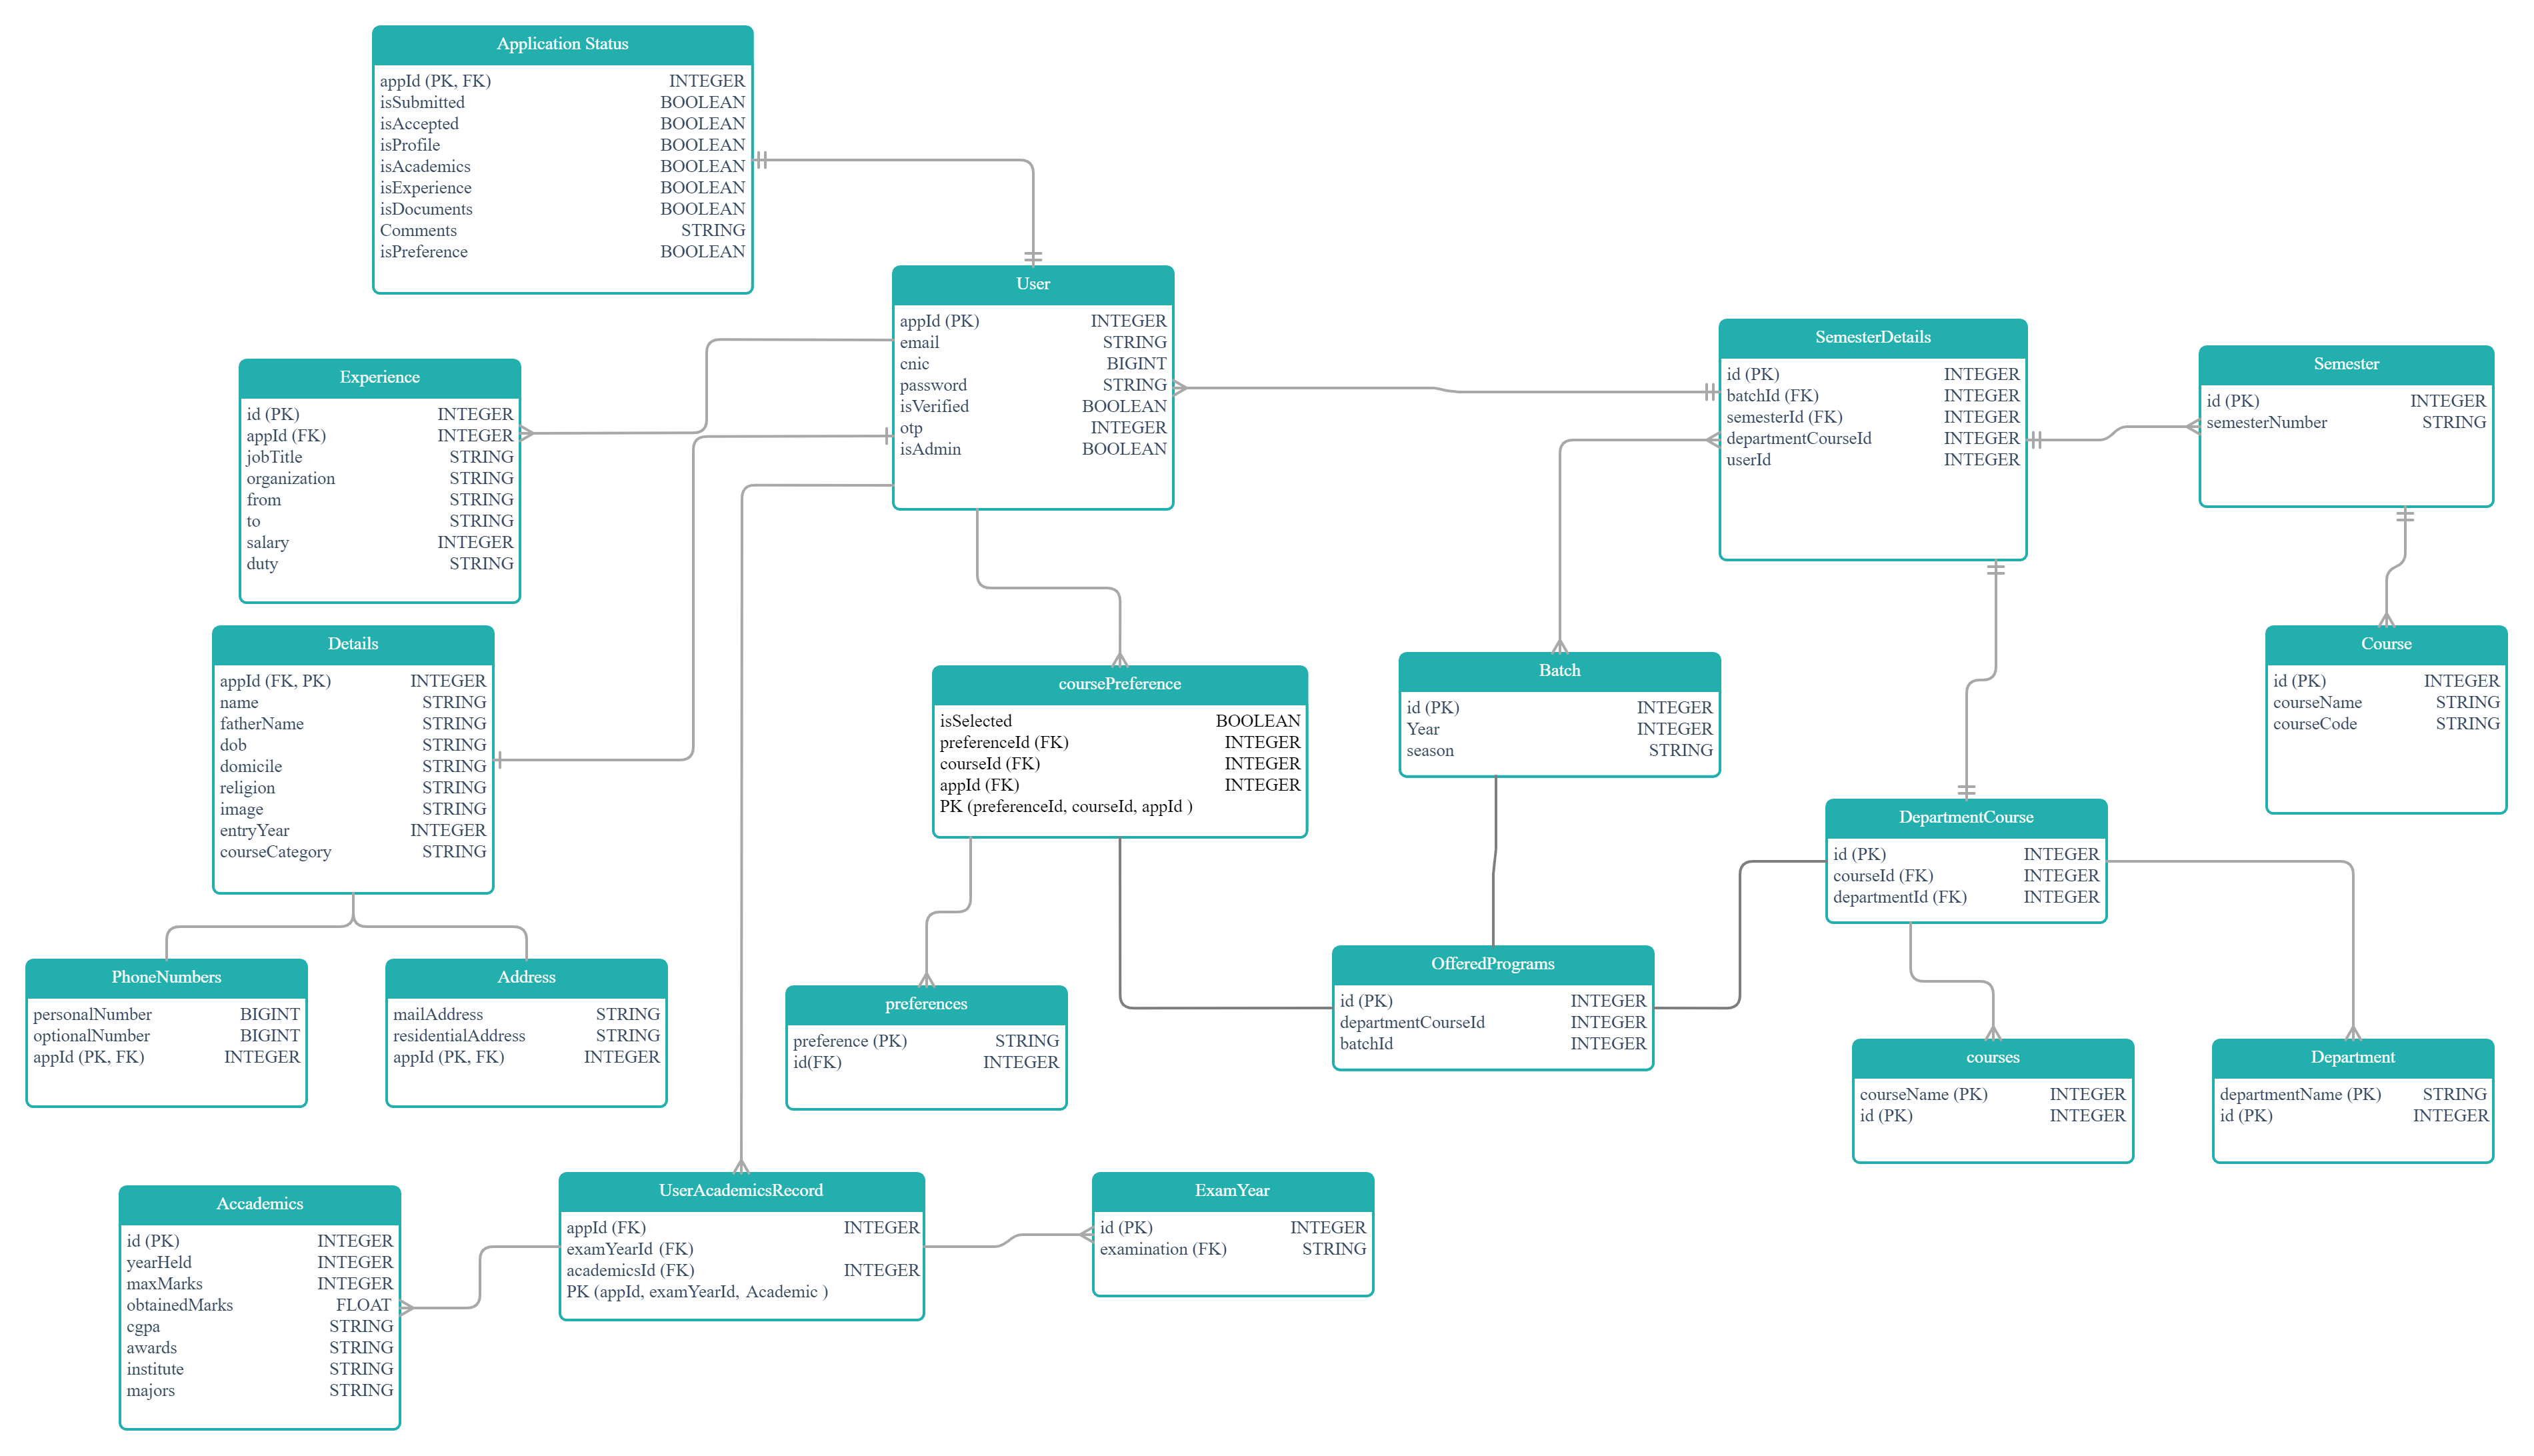 Application Status
appId (PK, FK) INTEGER
isSubmitted BOOLEAN
isAccepted BOOLEAN
isProfile BOOLEAN
isAcademics BOOLEAN
isExperience BOOLEAN
isDocuments BOOLEAN
Comments STRING
isPreference BOOLEAN
User
appId (PK) INTEGER
email STRING
cnic BIGINT
password STRING
isVerified BOOLEAN
otp INTEGER
isAdmin BOOLEAN
SemesterDetails
id (PK) INTEGER
batchId (FK) INTEGER
semesterId (FK) INTEGER
departmentCourseId INTEGER
userId INTEGER
Semester
id (PK) INTEGER
semesterNumber STRING
Experience
id (PK) INTEGER
appId (FK) INTEGER
jobTitle STRING
organization STRING
from STRING
to STRING
salary INTEGER
duty STRING
Details
appId (FK, PK) INTEGER
name STRING
fatherName STRING
dob STRING
domicile STRING
religion STRING
image STRING
entryYear INTEGER
courseCategory STRING
coursePreference
isSelected BOOLEAN
preferenceId (FK) INTEGER
courseId (FK) INTEGER
appId (FK) INTEGER
PK (preferenceId, courseId, appId )
Batch
id (PK) INTEGER
Year INTEGER
season STRING
Course
id (PK) INTEGER
courseName STRING
courseCode STRING
DepartmentCourse
id (PK) INTEGER
courseId (FK) INTEGER
departmentId (FK) INTEGER
PhoneNumbers
personalNumber BIGINT
optionalNumber BIGINT
appId (PK, FK) INTEGER
Address
mailAddress STRING
residentialAddress STRING
appId (PK, FK) INTEGER
preferences
preference (PK) STRING
id(FK) INTEGER
OfferedPrograms
id (PK) INTEGER
departmentCourseId INTEGER
batchId INTEGER
courses
courseName (PK) INTEGER
id (PK) INTEGER
Department
departmentName (PK) STRING
id (PK) INTEGER
Accademics
id (PK) INTEGER
yearHeld INTEGER
maxMarks INTEGER
obtainedMarks FLOAT
cgpa STRING
awards STRING
institute STRING
majors STRING
UserAcademicsRecord
appId (FK) INTEGER
examYearId (FK)
academicsId (FK) INTEGER
PK (appId, examYearId, Academic )
ExamYear
id (PK) INTEGER
examination (FK) STRING